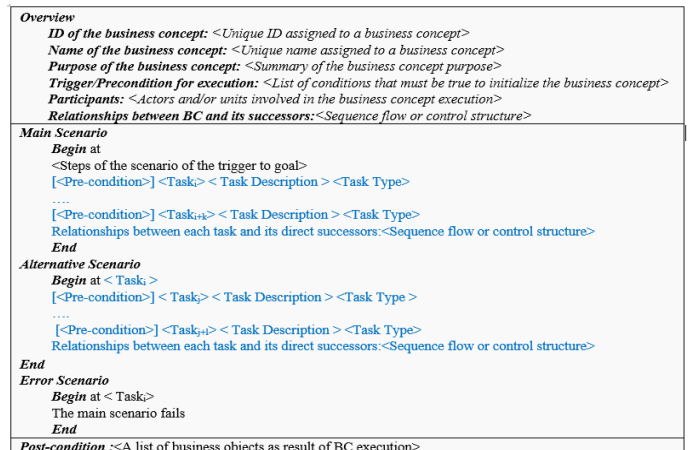 Overview
ID of the business concept: <Unique ID assigned to a business concept>
Name of the business concept: <Unique name assigned to a business concept>
Purpose of the business concept: <Summary of the business concept purpose>
Trigger/Precondition for execution: <List of conditions that must be true to initialize the business concept>
Participants: <Actors and/or units involved in the business concept execution>
Relationships between BC and its successors:<Sequence flow or control structure>
Main Scenario
Begin at
<Steps of the scenario of the trigger to goal>
[<Pre-condition>] <Taskᵢ> < Task Description > <Task Type>
....
[<Pre-condition>] <Taskᵢ₊ₖ> < Task Description > <Task Type>
Relationships between each task and its direct successors:<Sequence flow or control structure>
End
Alternative Scenario
Begin at < Taskᵢ >
[<Pre-condition>] < Taskⱼ> < Task Description > <Task Type >
....
[<Pre-condition>] <Taskⱼ₊ₗ> < Task Description > <Task Type>
Relationships between each task and its direct successors:<Sequence flow or control structure>
End
Error Scenario
Begin at < Taskᵢ>
The main scenario fails
End
Post-condition :<A list of business objects as result of BC execution>